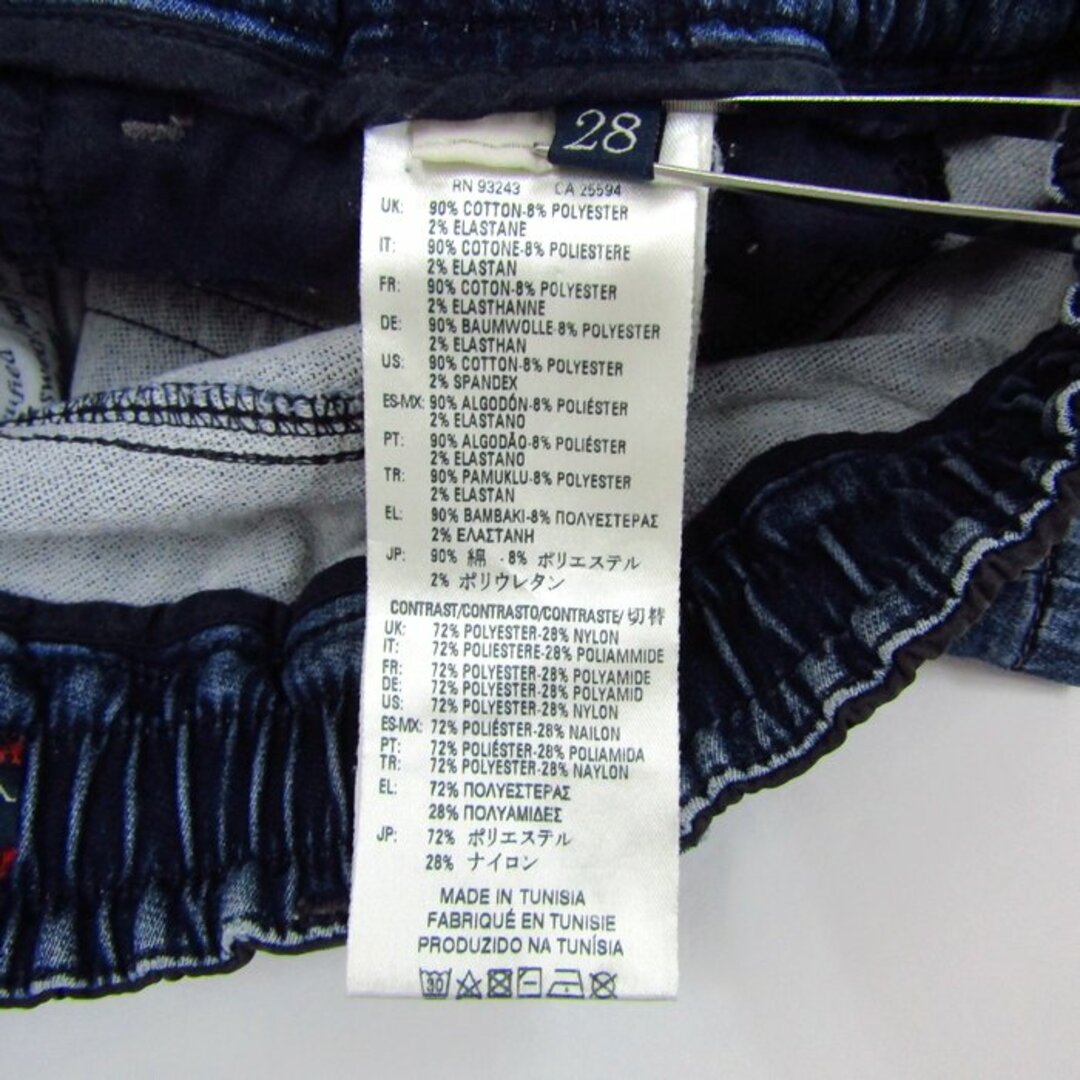 28
RN 93243 CA 25594
UK: 90% COTTON-8% POLYESTER
2% ELASTANE
IT: 90% COTONE-8% POLIESTERE
2% ELASTAN
FR: 90% COTON-8% POLYESTER
2% ELASTHANNE
DE: 90% BAUMWOLLE-8% POLYESTER
2% ELASTHAN
US: 90% COTTON-8% POLYESTER
2% SPANDEX
ES-MX: 90% ALGODÓN-8% POLIÉSTER
2% ELASTANO
PT: 90% ALGODÃO-8% POLIÉSTER
2% ELASTANO
TR: 90% PAMUKLU-8% POLYESTER
2% ELASTAN
EL: 90% ΒΑΜΒΑΚΙ-8% ΠΟΛΥΕΣΤΕΡΑΣ
2% ΕΛΑΣΤΑΝΗ
JP: 90% 綿 -8% ポリエステル
2% ポリウレタン
CONTRAST/CONTRASTO/CONTRASTE/ 切替
UK: 72% POLYESTER-28% NYLON
IT: 72% POLIESTERE-28% POLIAMMIDE
FR: 72% POLYESTER-28% POLYAMIDE
DE: 72% POLYESTER-28% POLYAMID
US: 72% POLYESTER-28% NYLON
ES-MX: 72% POLIÉSTER-28% NAILON
PT: 72% POLIÉSTER-28% POLIAMIDA
TR: 72% POLYESTER-28% NAYLON
EL: 72% ΠΟΛΥΕΣΤΕΡΑΣ
28% ΠΟΛΥΑΜΙΔΕΣ
JP: 72% ポリエステル
28% ナイロン
MADE IN TUNISIA
FABRIQUÉ EN TUNISIE
PRODUZIDO NA TUNÍSIA
30